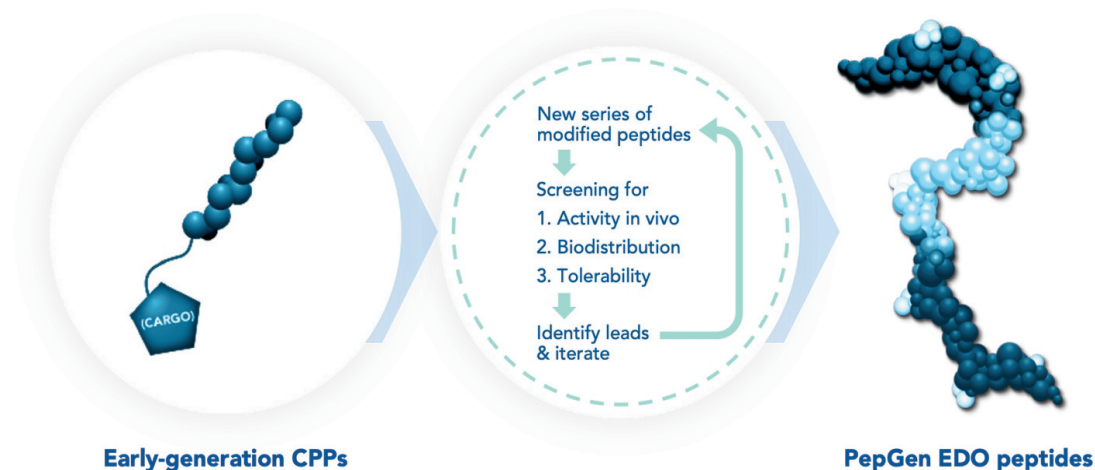 (CARGO)
Early-generation CPPs
New series of
modified peptides
Screening for
1. Activity in vivo
2. Biodistribution
3. Tolerability
Identify leads
& iterate
PepGen EDO peptides